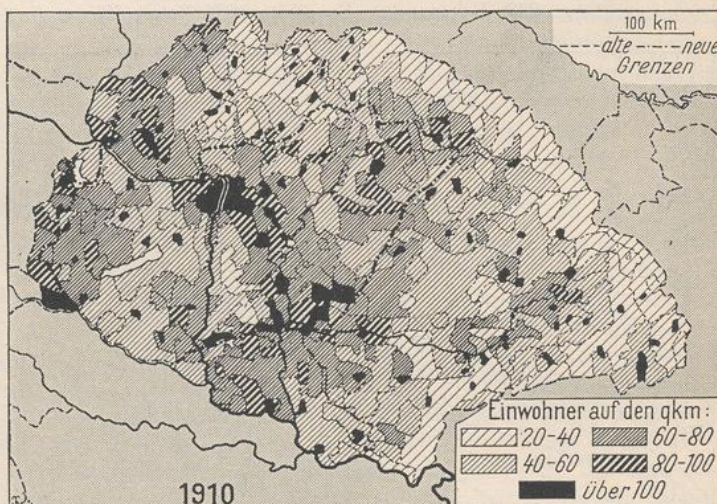 100 km
alte neue
Grenzen
Einwohner auf den qkm:
20-40 60-80
40-60 80-100
über 100
1910